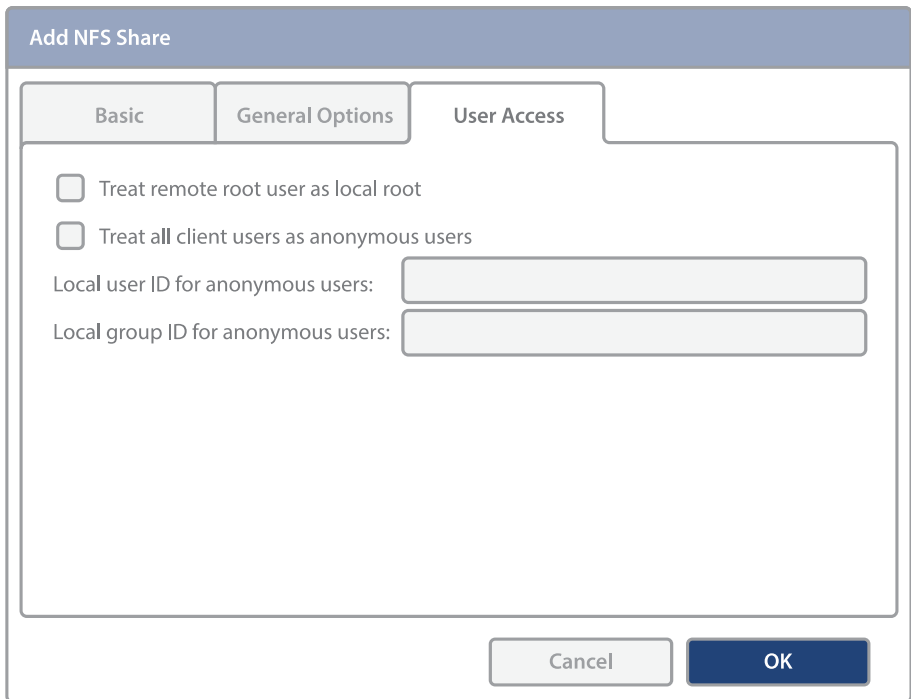 Add NFS Share
Basic
General Options
User Access
Treat remote root user as local root
Treat all client users as anonymous users
Local user ID for anonymous users:
Local group ID for anonymous users:
Cancel
OK